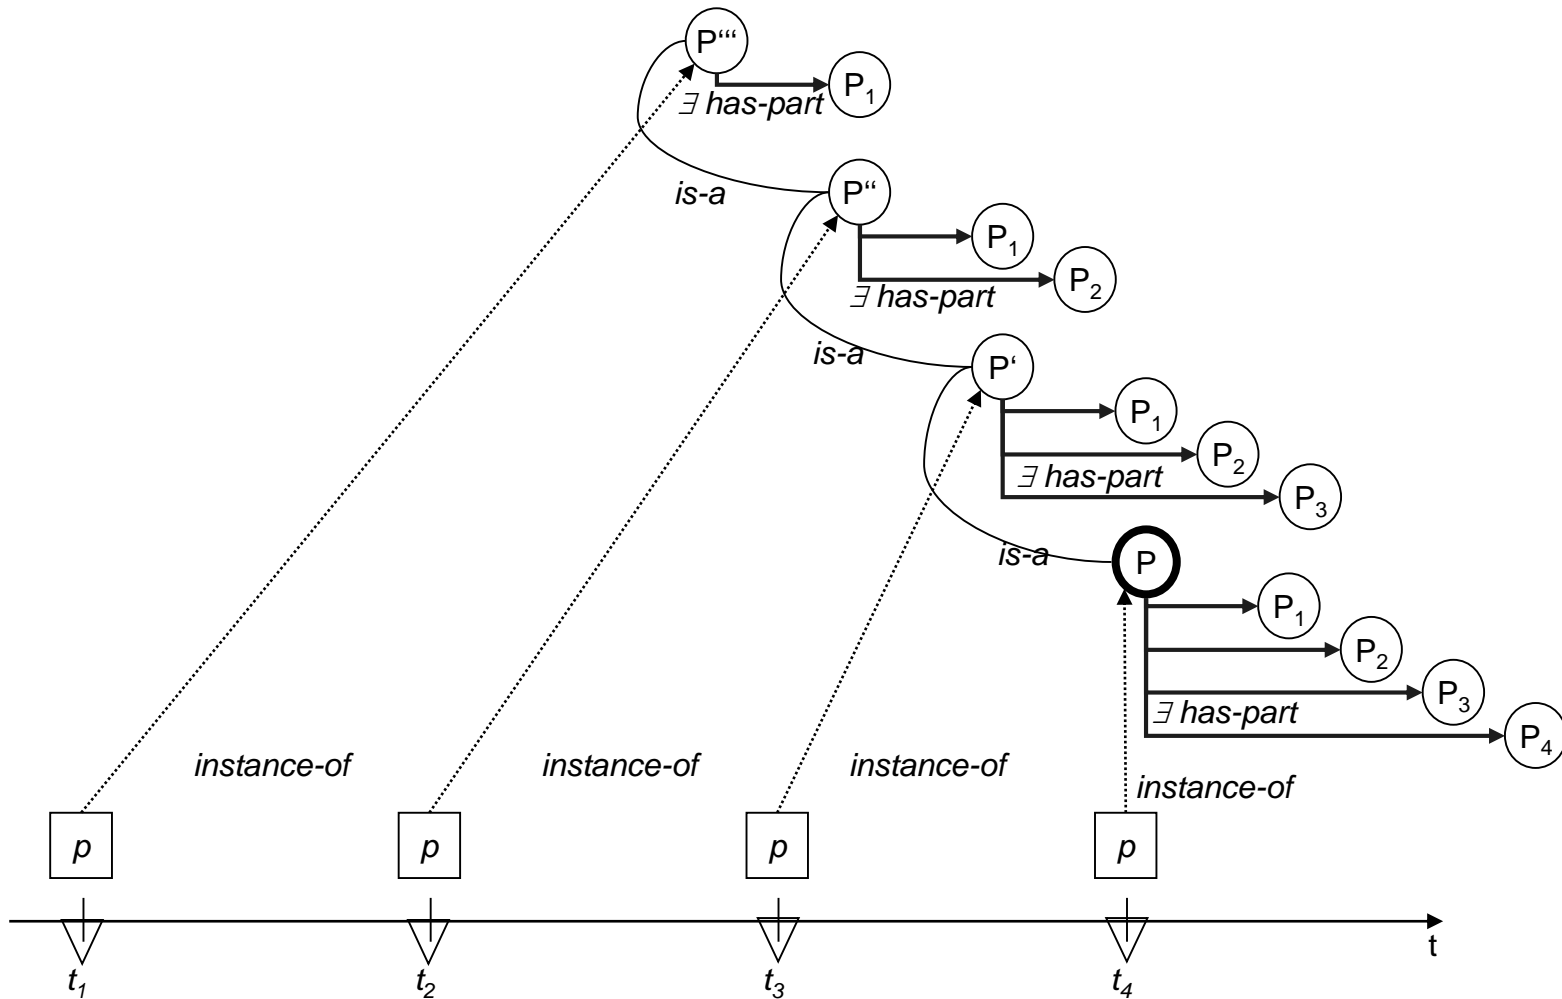 P‘“
P1
∃ has-part
is-a
P“
P1
P2
∃ has-part
is-a
P‘
P1
P2
∃ has-part
P3
is-a
P
P1
P2
P3
∃ has-part
P4
instance-of
instance-of
instance-of
instance-of
p
p
p
p
t
t1
t2
t3
t4